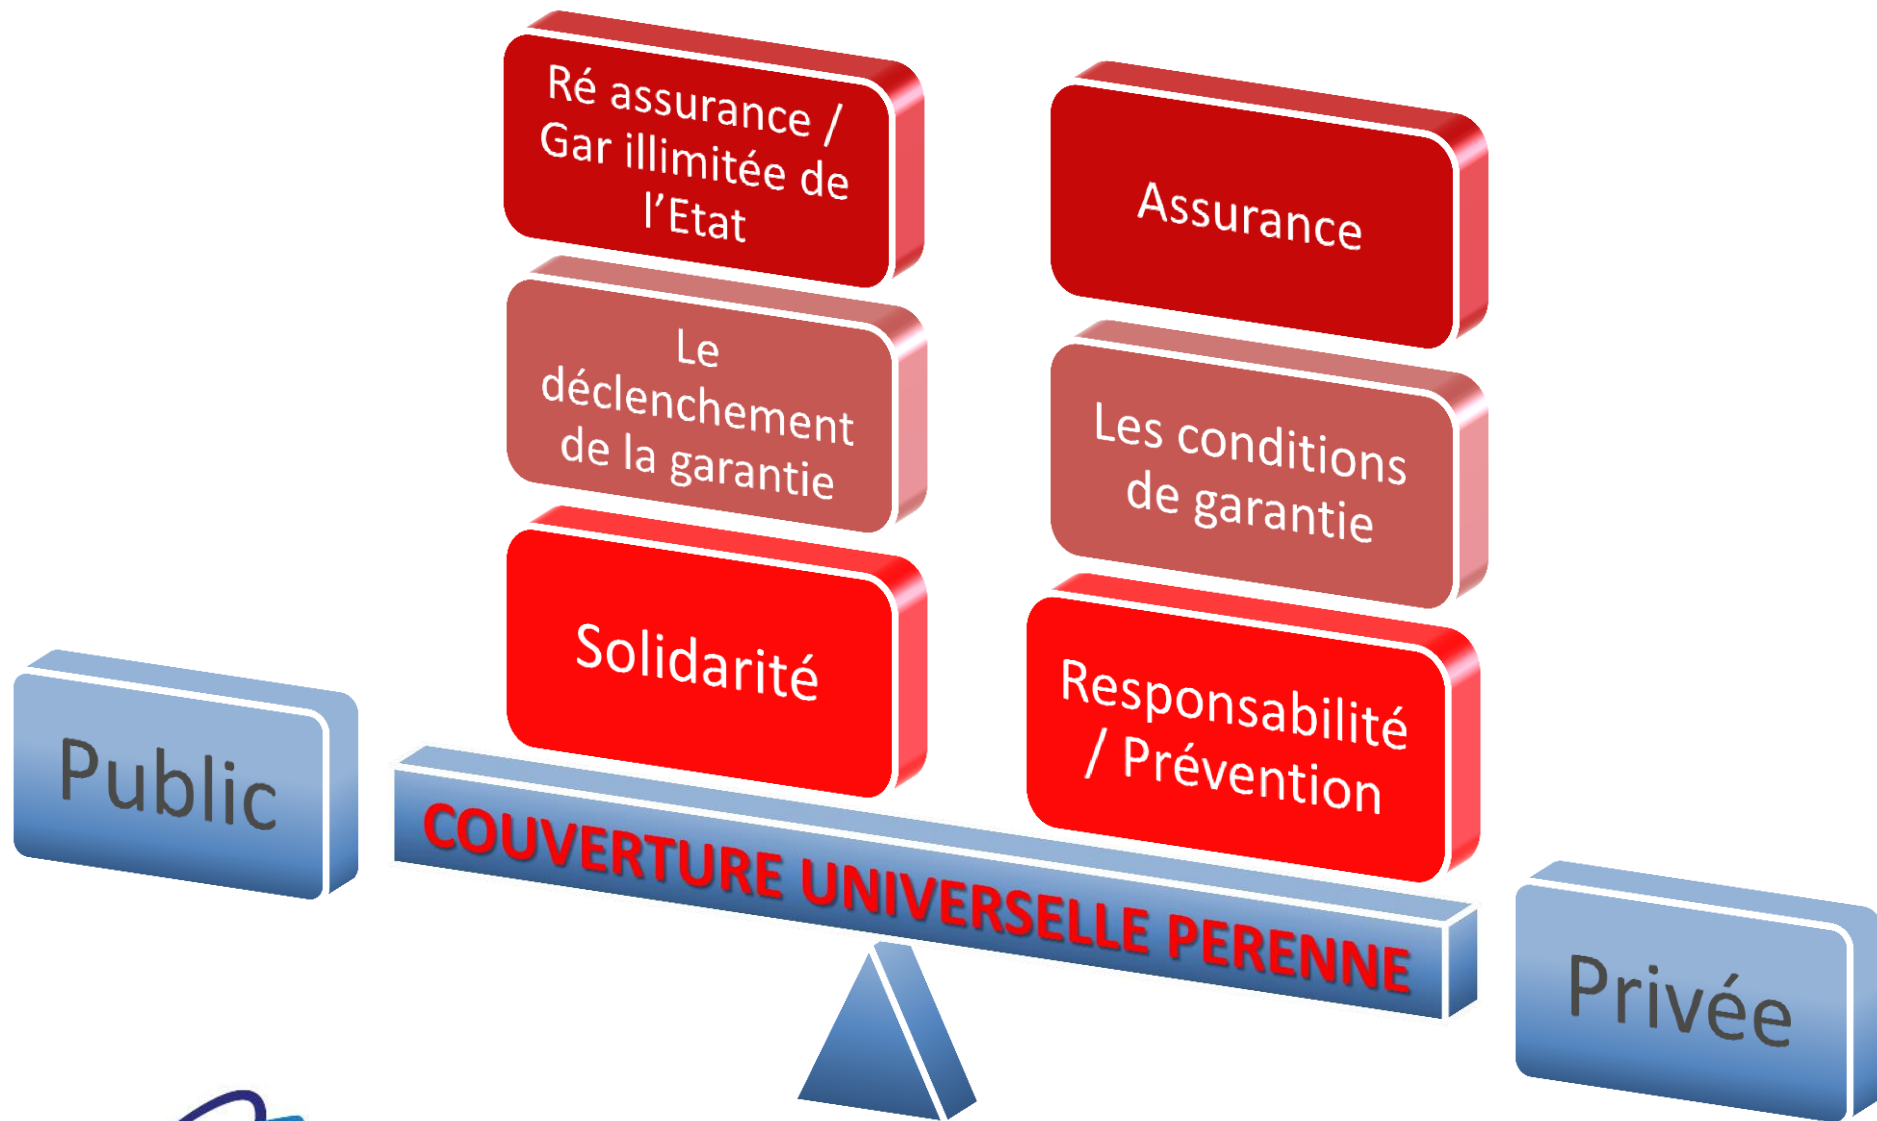 Ré assurance /
Gar illimitée de
l’Etat
Assurance
Le
déclenchement
de la garantie
Les conditions
de garantie
Solidarité
Responsabilité
/ Prévention
Public
COUVERTURE UNIVERSELLE PERENNE
Privée